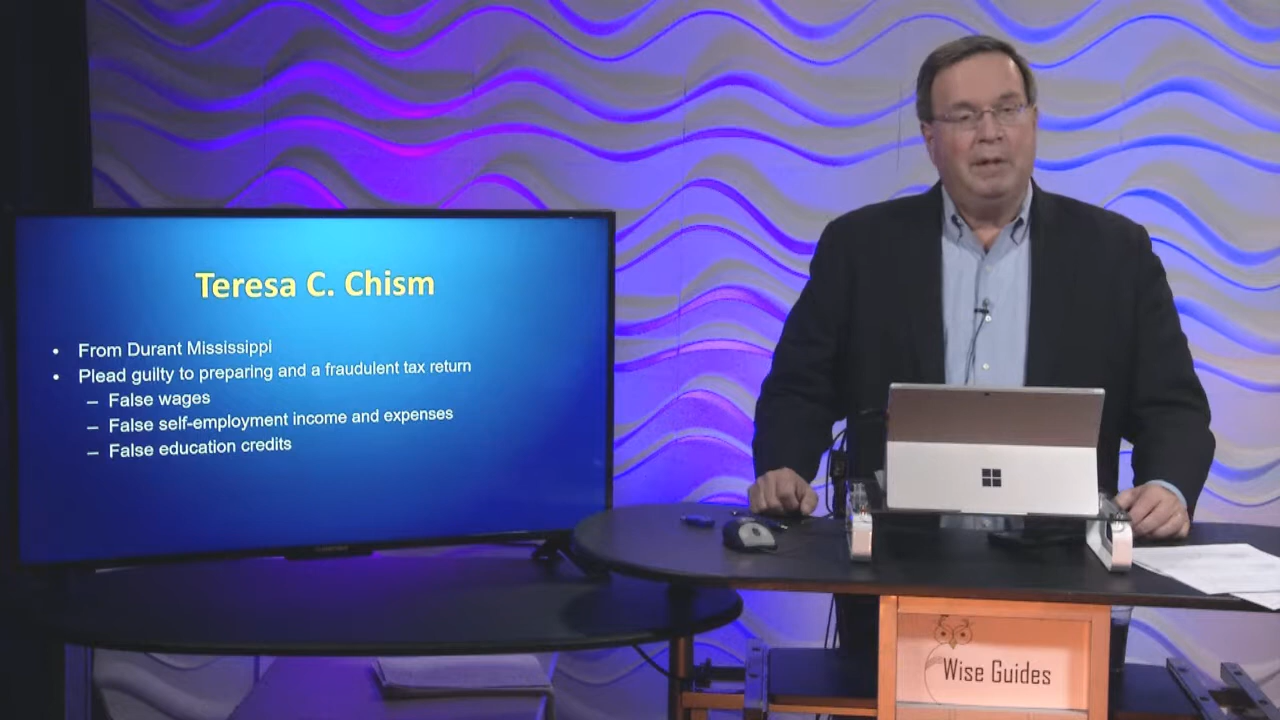 Teresa C. Chism
• From Durant Mississippi
• Plead guilty to preparing and a fraudulent tax return
– False wages
– False self-employment income and expenses
– False education credits
Wise Guides